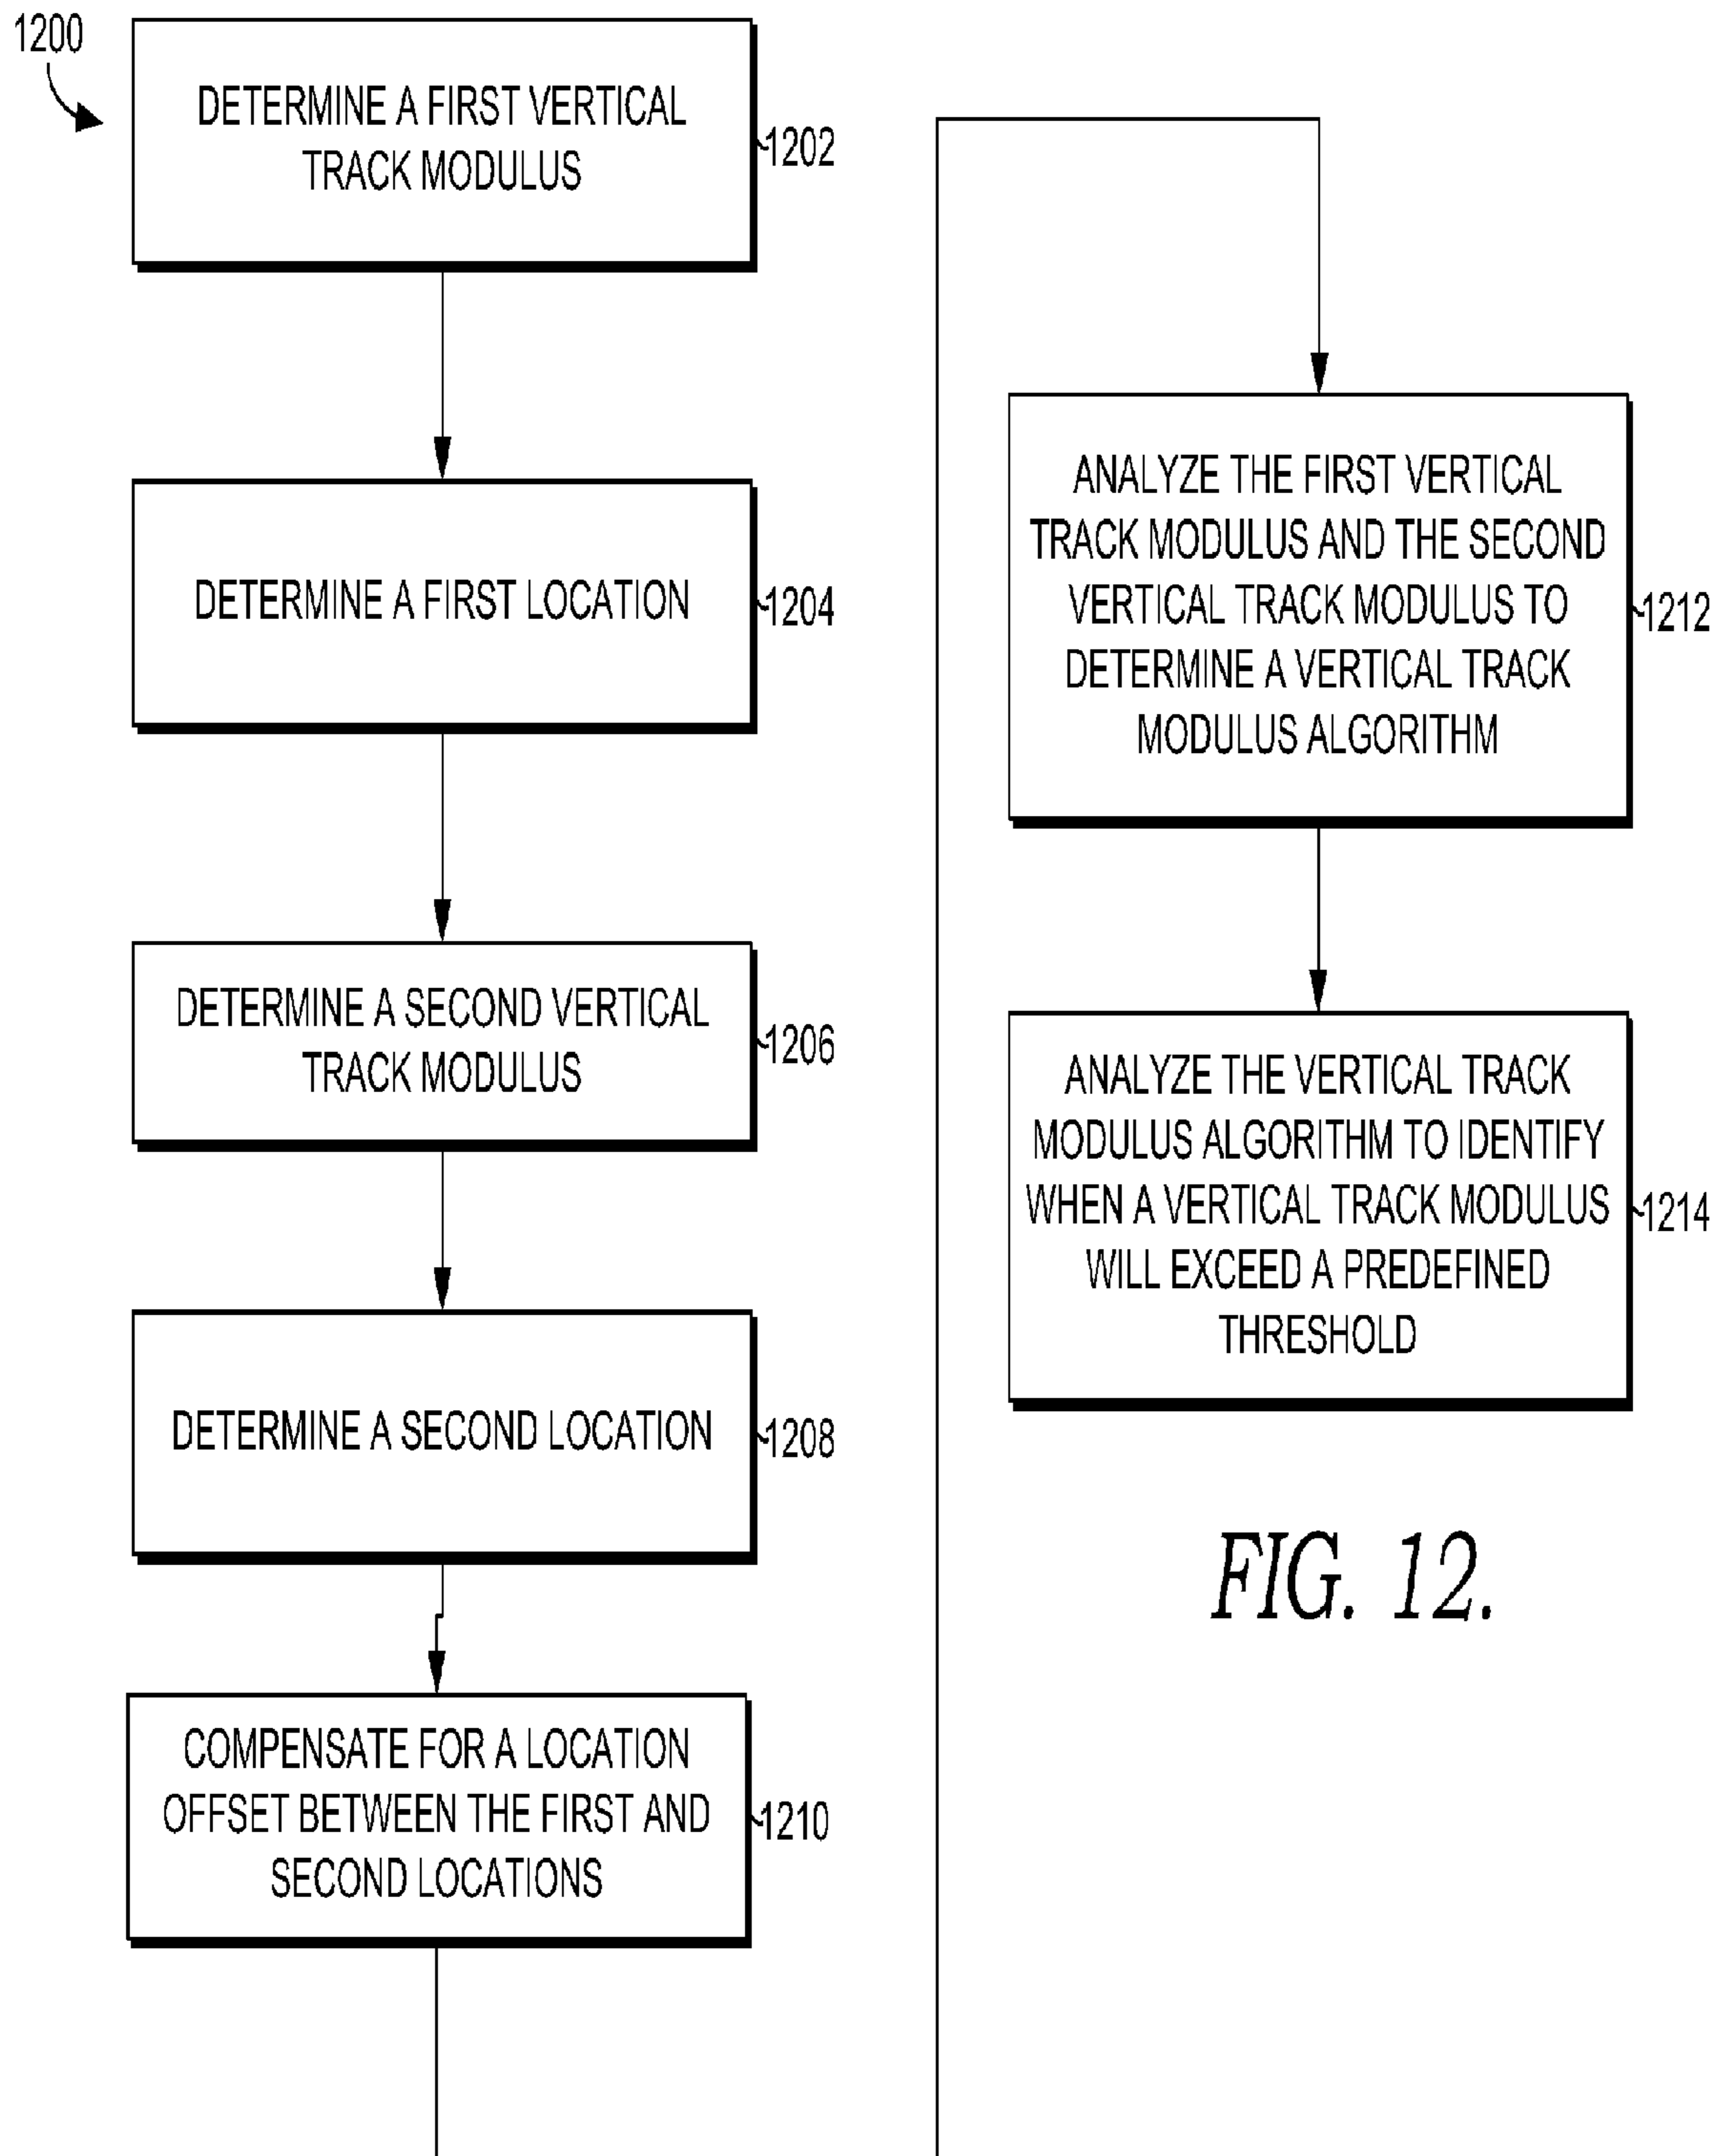 1200
DETERMINE A FIRST VERTICAL
TRACK MODULUS
1202
DETERMINE A FIRST LOCATION
1204
DETERMINE A SECOND VERTICAL
TRACK MODULUS
1206
DETERMINE A SECOND LOCATION
1208
COMPENSATE FOR A LOCATION
OFFSET BETWEEN THE FIRST AND
SECOND LOCATIONS
1210
ANALYZE THE FIRST VERTICAL
TRACK MODULUS AND THE SECOND
VERTICAL TRACK MODULUS TO
DETERMINE A VERTICAL TRACK
MODULUS ALGORITHM
1212
ANALYZE THE VERTICAL TRACK
MODULUS ALGORITHM TO IDENTIFY
WHEN A VERTICAL TRACK MODULUS
WILL EXCEED A PREDEFINED
THRESHOLD
1214
FIG. 12.